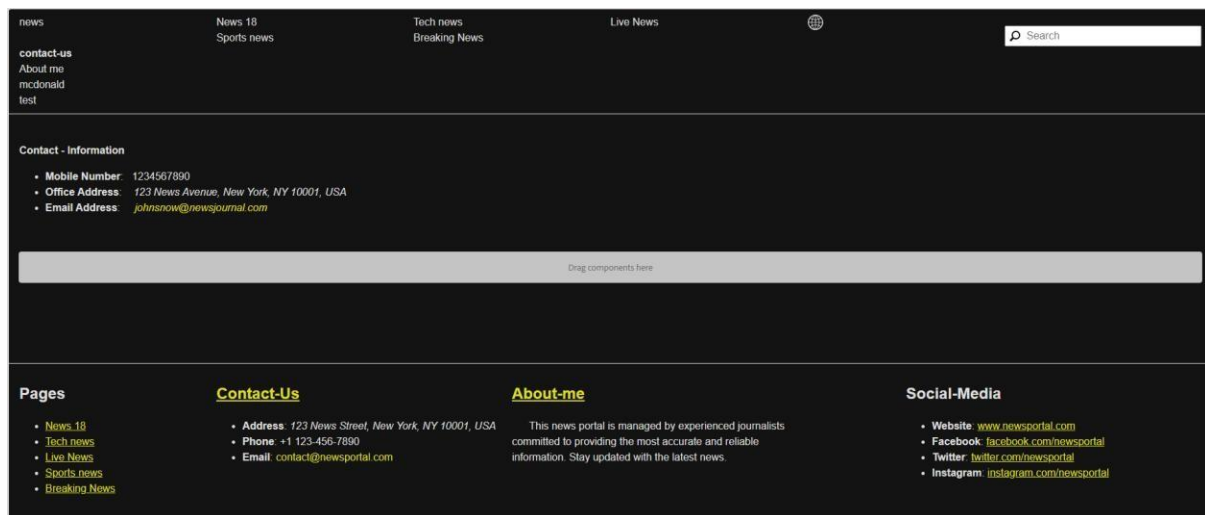 news
News 18
Tech news
Live News
Sports news
Breaking News
Search
contact-us
About me
mcdonald
test
Contact - Information
• Mobile Number: 1234567890
• Office Address: 123 News Avenue, New York, NY 10001, USA
• Email Address: johnsnow@newsjournal.com
Drag components here
Pages
• News 18
• Tech news
• Live News
• Sports news
• Breaking News
Contact-Us
• Address: 123 News Street, New York, NY 10001, USA
• Phone: +1 123-456-7890
• Email: contact@newsportal.com
About-me
This news portal is managed by experienced journalists
committed to providing the most accurate and reliable
information. Stay updated with the latest news.
Social-Media
• Website: www.newsportal.com
• Facebook: facebook.com/newsportal
• Twitter: twitter.com/newsportal
• Instagram: instagram.com/newsportal